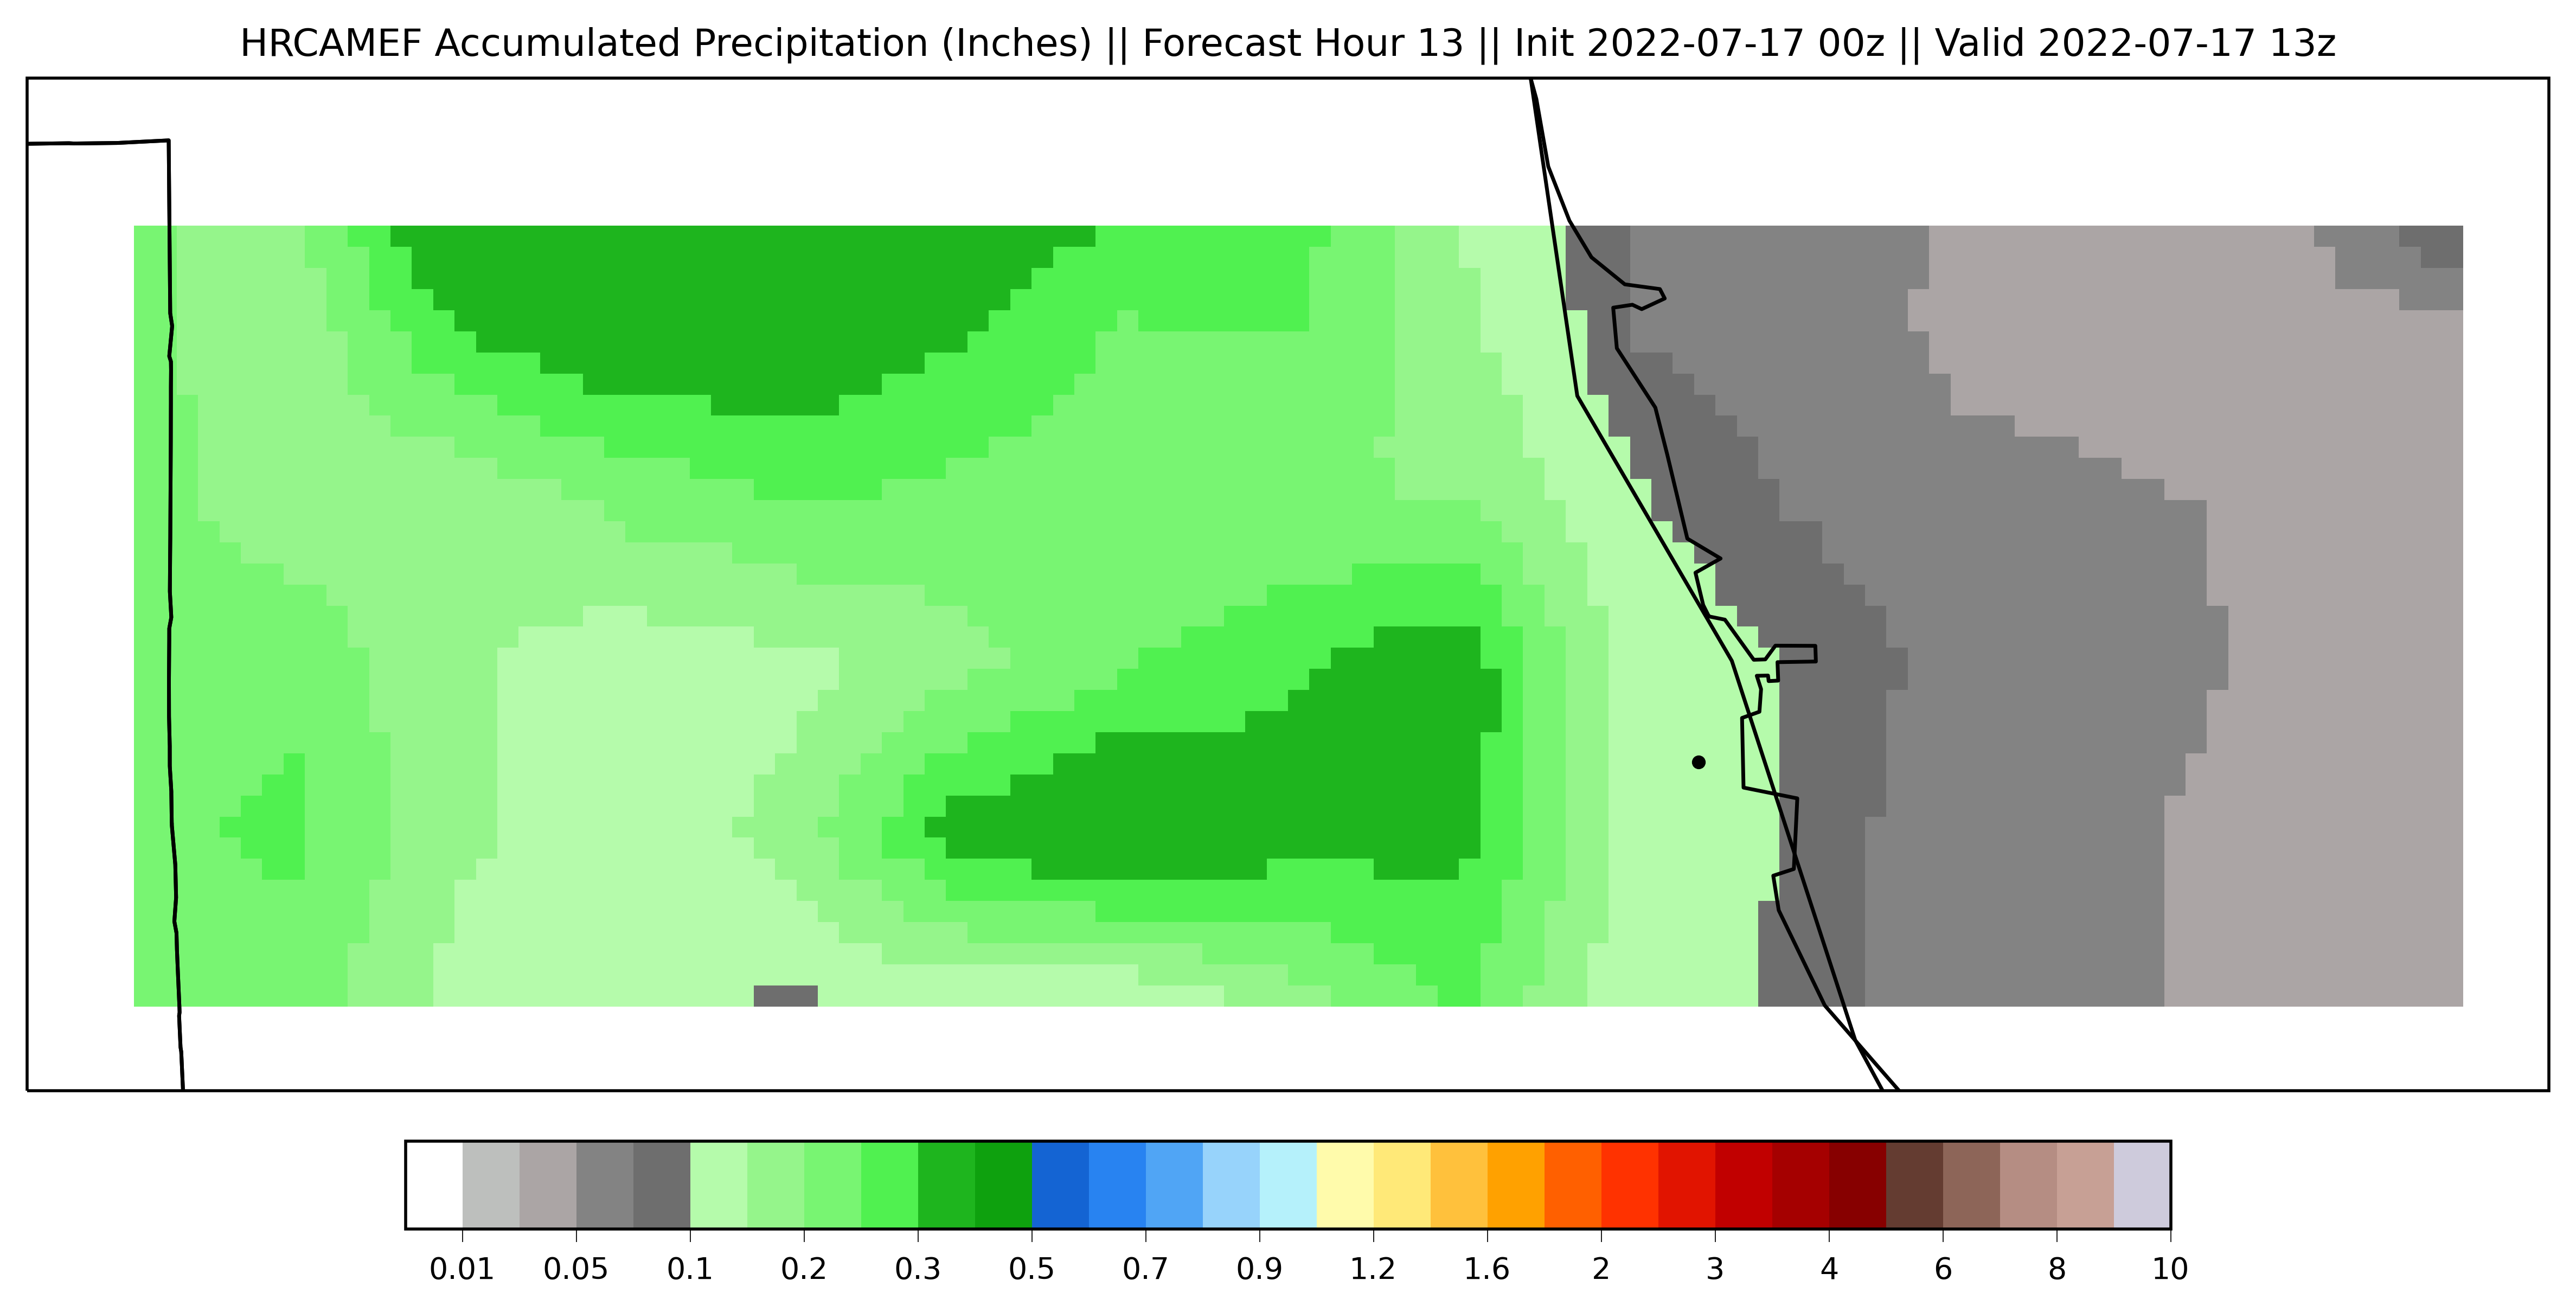 HRCAMEF Accumulated Precipitation (Inches) || Forecast Hour 13 || Init 2022-07-17 00z || Valid 2022-07-17 13z
0.01 0.05 0.1 0.2 0.3 0.5 0.7 0.9 1.2 1.6 2 3 4 6 8 10